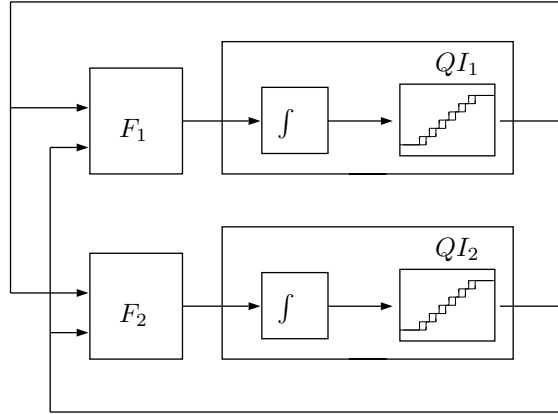 QI₁
F₁
∫
QI₂
F₂
∫